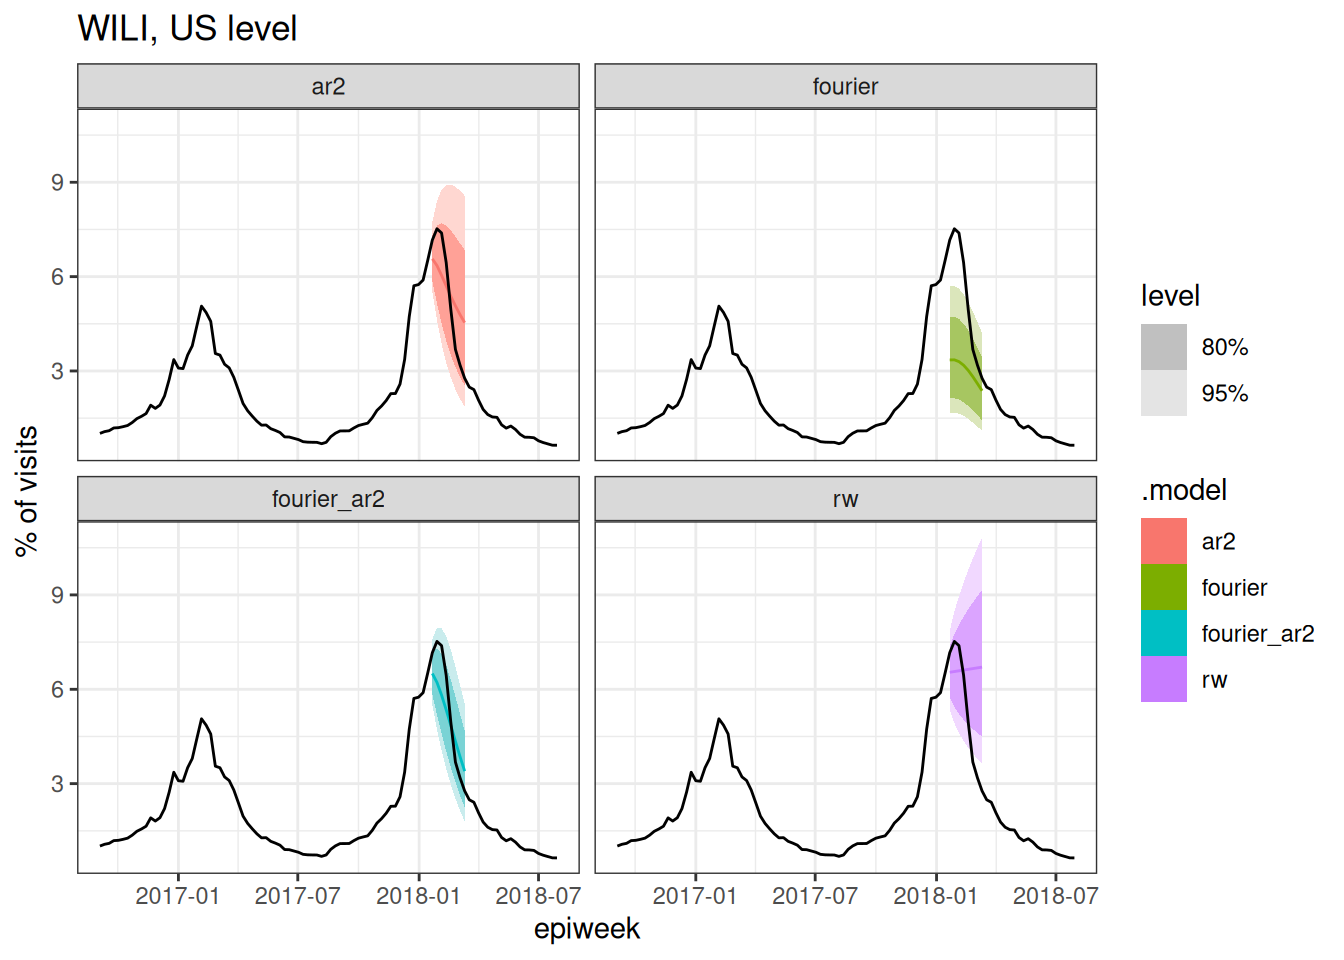 WILI, US level
ar2
fourier
9
6
3
fourier_ar2
rw
9
6
3
2017-01 2017-07 2018-01 2018-07 2017-01 2017-07 2018-01 2018-07
epiweek
% of visits
level
80%
95%
.model
ar2
fourier
fourier_ar2
rw